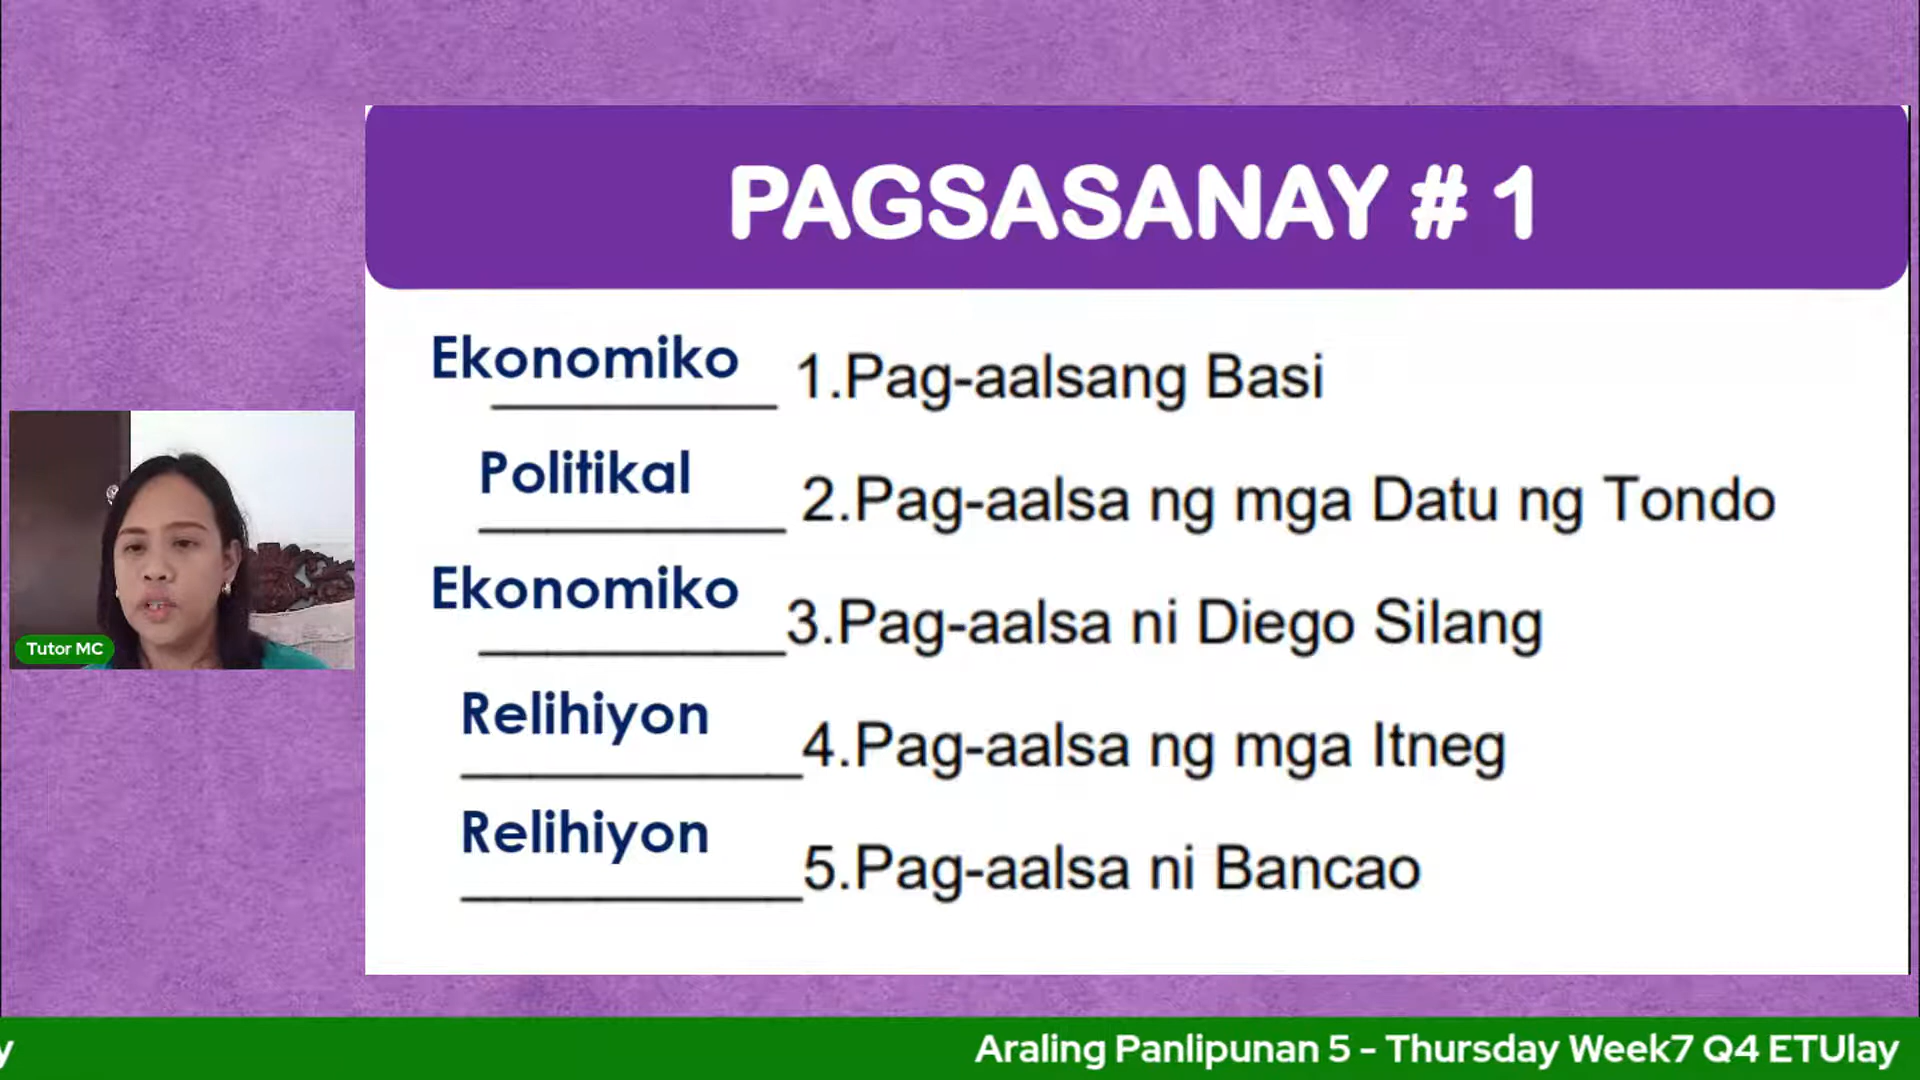 PAGSASANAY # 1
Ekonomiko 1.Pag-aalsang Basi
Politikal 2.Pag-aalsa ng mga Datu ng Tondo
Ekonomiko 3.Pag-aalsa ni Diego Silang
Relihiyon 4.Pag-aalsa ng mga Itneg
Relihiyon 5.Pag-aalsa ni Bancao
Tutor MC
y Araling Panlipunan 5 - Thursday Week7 Q4 ETUlay